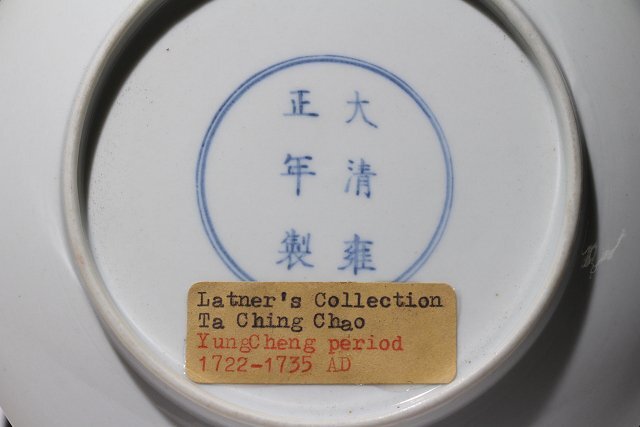 大清雍
正年製
Latner's Collection
Ta Ching Chao
YungCheng period
1722-1735 AD